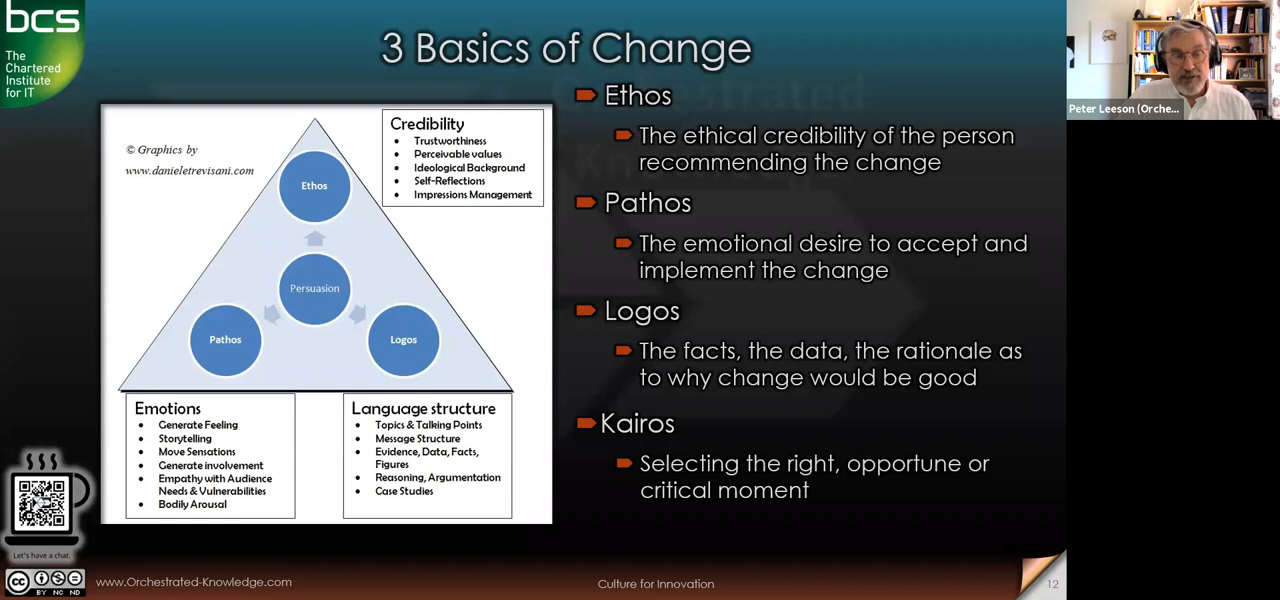 bcs
The
Chartered
Institute
for IT
3 Basics of Change
© Graphics by
www.danieletrevisani.com
Credibility
• Trustworthiness
• Perceivable values
• Ideological Background
• Self-Reflections
• Impressions Management
Ethos
Persuasion
Pathos
Logos
Emotions
• Generate Feeling
• Storytelling
• Move Sensations
• Generate involvement
• Empathy with Audience
Needs & Vulnerabilities
• Bodily Arousal
Language structure
• Topics & Talking Points
• Message Structure
• Evidence, Data, Facts,
Figures
• Reasoning, Argumentation
• Case Studies
Ethos
The ethical credibility of the person
recommending the change
Pathos
The emotional desire to accept and
implement the change
Logos
The facts, the data, the rationale as
to why change would be good
Kairos
Selecting the right, opportune or
critical moment
Peter Leeson (Orche...
Let's have a chat.
CC
BY NC ND
www.Orchestrated-Knowledge.com
Culture for Innovation
12